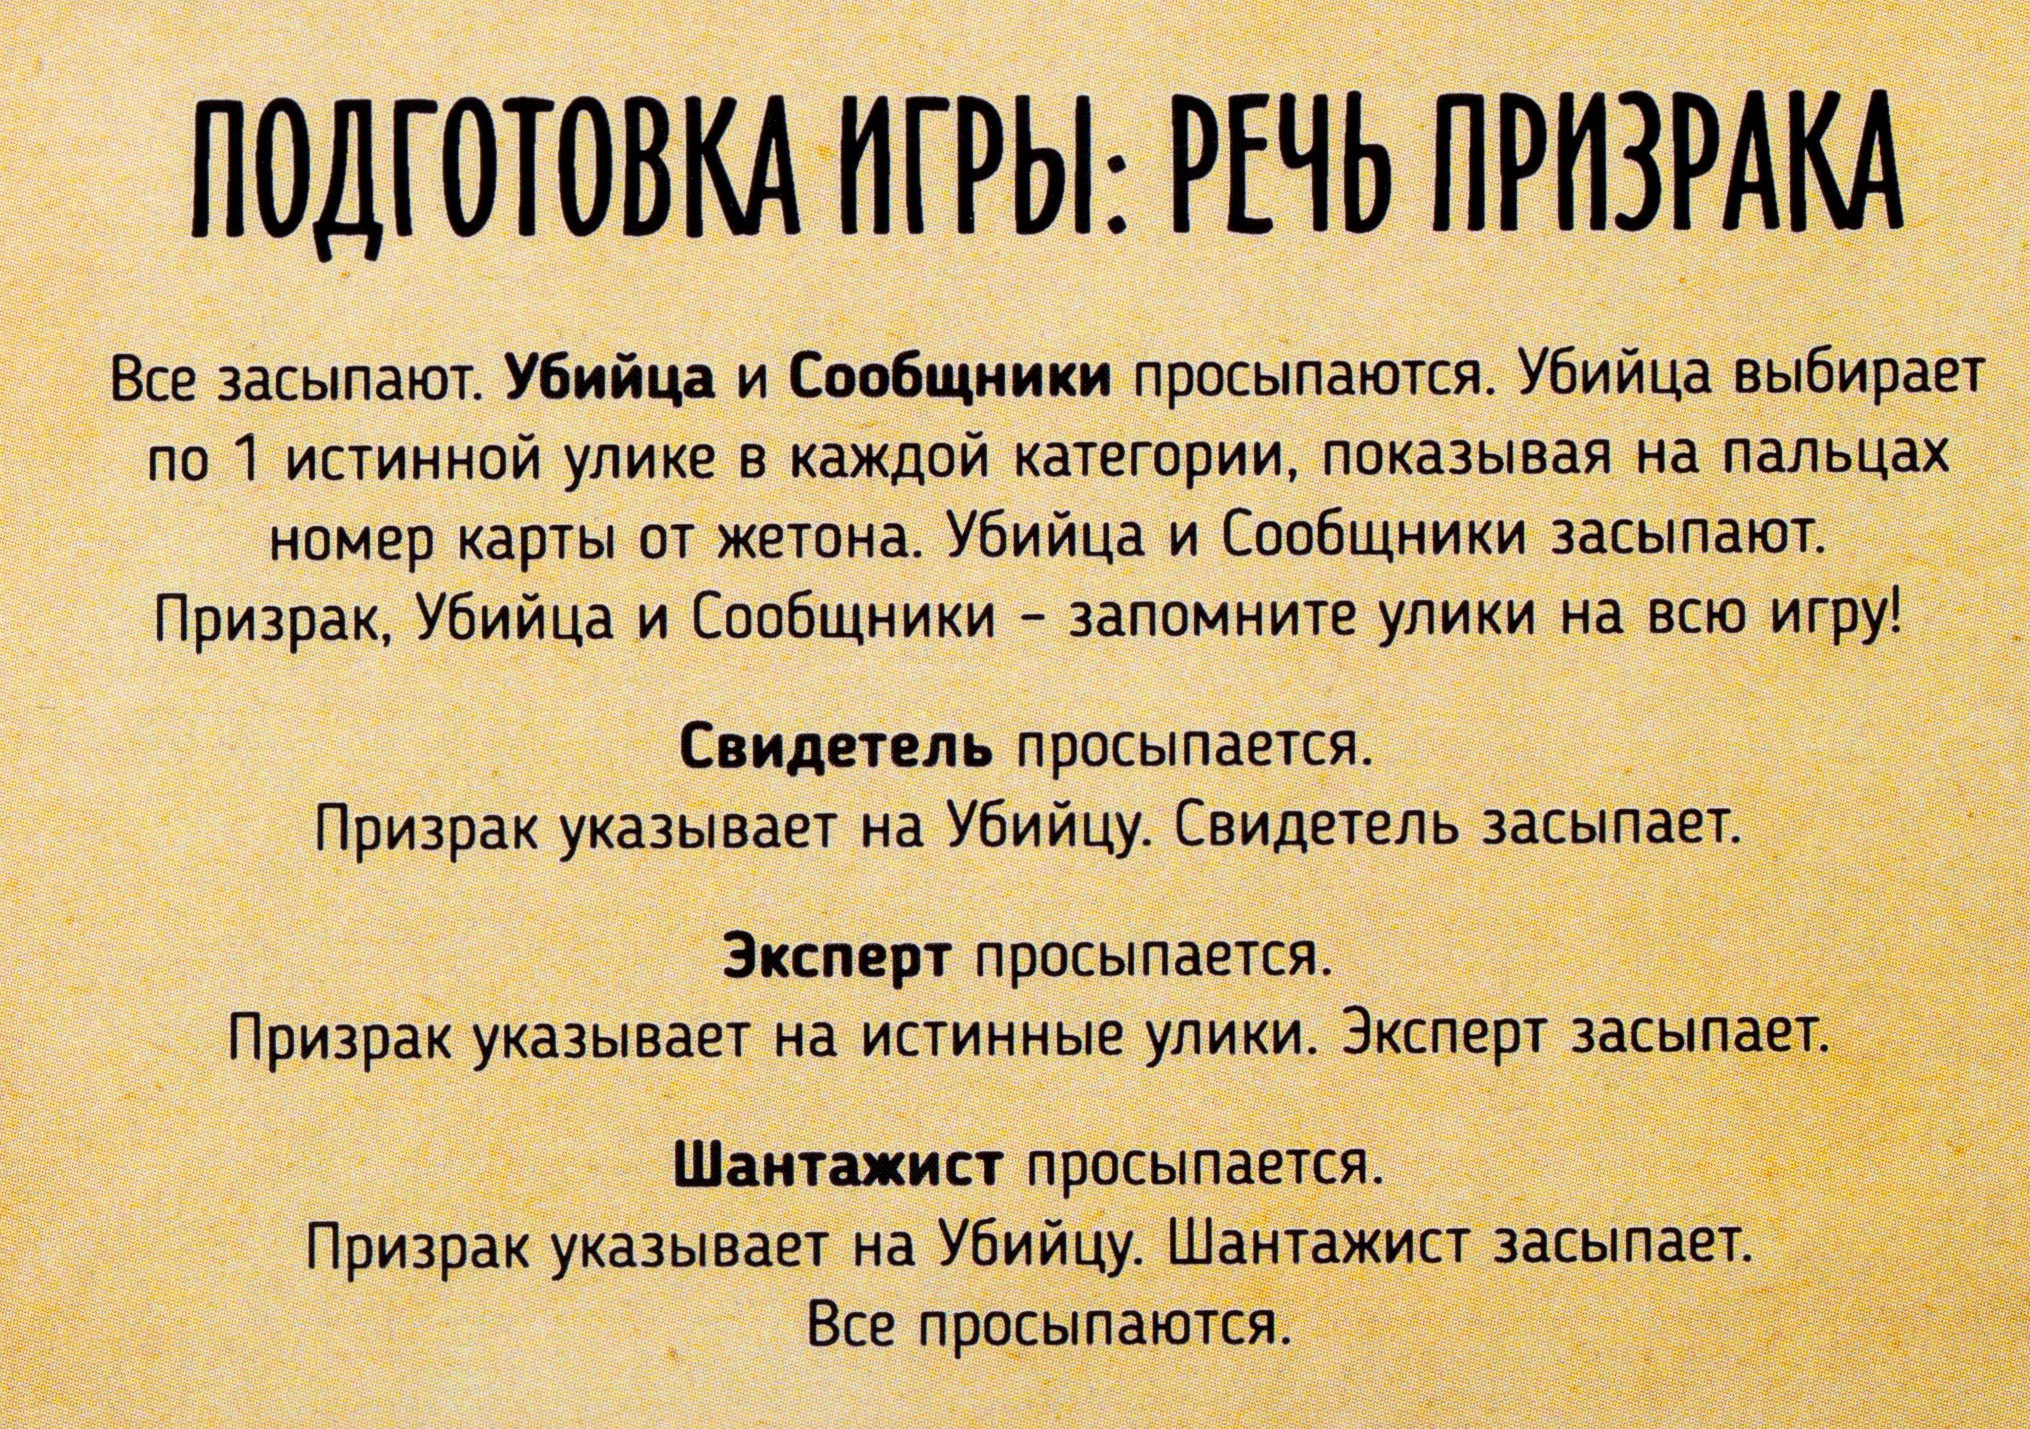 ПОДГОТОВКА ИГРЫ: РЕЧЬ ПРИЗРАКА
Все засыпают. Убийца и Сообщники просыпаются. Убийца выбирает
по 1 истинной улике в каждой категории, показывая на пальцах
номер карты от жетона. Убийца и Сообщники засыпают.
Призрак, Убийца и Сообщники – запомните улики на всю игру!
Свидетель просыпается.
Призрак указывает на Убийцу. Свидетель засыпает.
Эксперт просыпается.
Призрак указывает на истинные улики. Эксперт засыпает.
Шантажист просыпается.
Призрак указывает на Убийцу. Шантажист засыпает.
Все просыпаются.